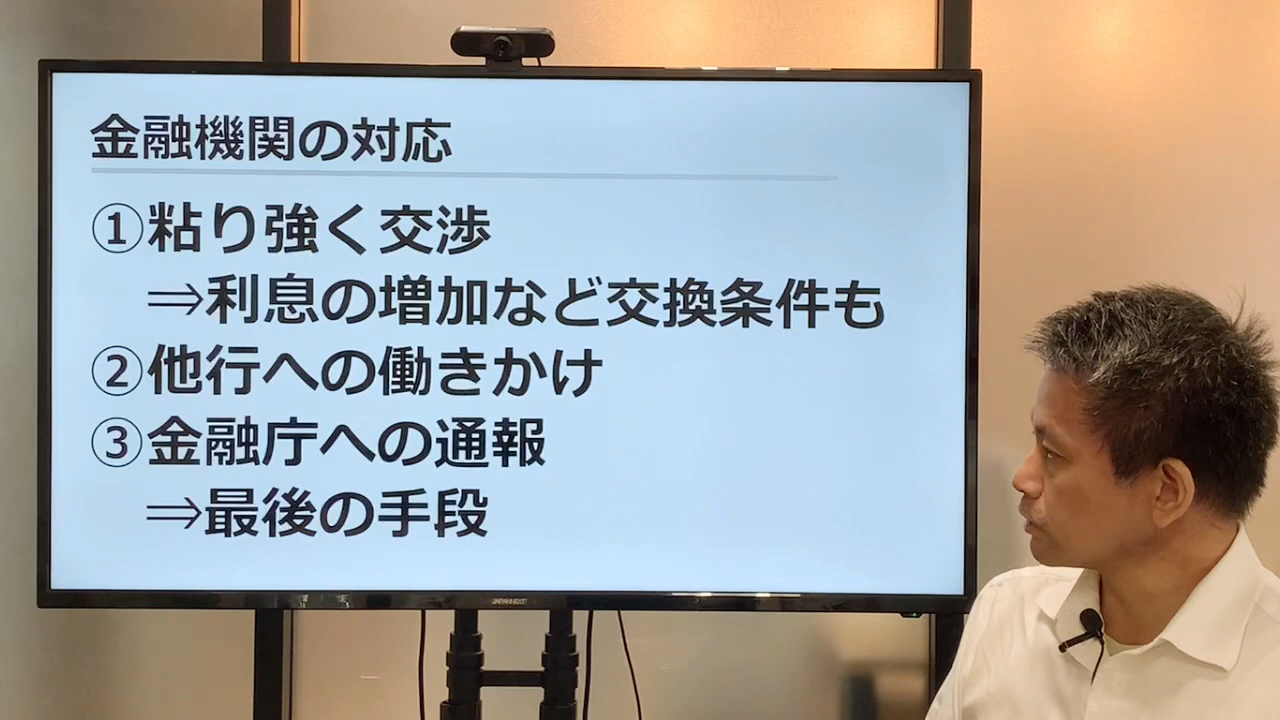 金融機関の対応
①粘り強く交渉
⇒利息の増加など交換条件も
②他行への働きかけ
③金融庁への通報
⇒最後の手段
JAPANNEXT